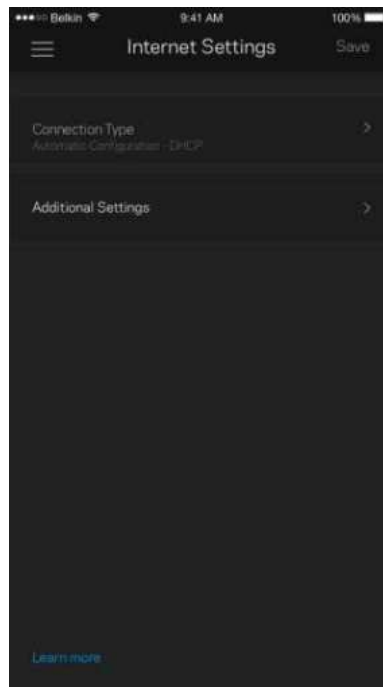 Belkin 9:41 AM 100%
Internet Settings Save
Connection Type
Automatic Configuration - DHCP
Additional Settings
Learn more